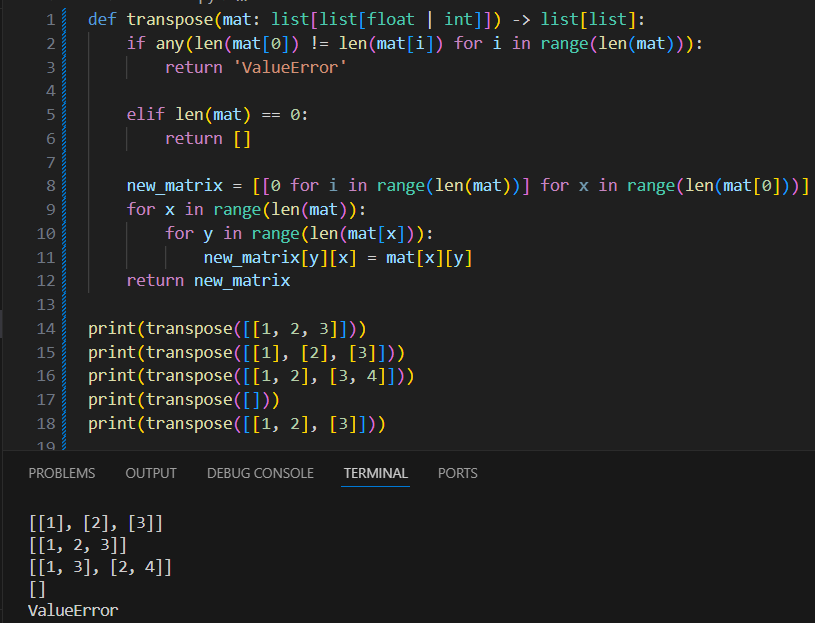 1 def transpose(mat: list[list[float | int]]) -> list[list]:
2     if any(len(mat[0]) != len(mat[i]) for i in range(len(mat))):
3         return 'ValueError'
4
5     elif len(mat) == 0:
6         return []
7
8     new_matrix = [[0 for i in range(len(mat))] for x in range(len(mat[0]))]
9     for x in range(len(mat)):
10         for y in range(len(mat[x])):
11             new_matrix[y][x] = mat[x][y]
12     return new_matrix
13
14 print(transpose([[1, 2, 3]]))
15 print(transpose([[1], [2], [3]]))
16 print(transpose([[1, 2], [3, 4]]))
17 print(transpose([]))
18 print(transpose([[1, 2], [3]]))
19
PROBLEMS OUTPUT DEBUG CONSOLE TERMINAL PORTS
[[1], [2], [3]]
[[1, 2, 3]]
[[1, 3], [2, 4]]
[]
ValueError